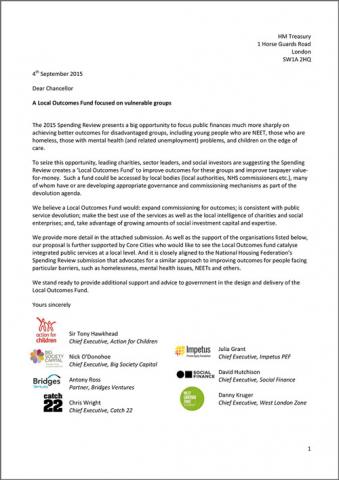 HM Treasury
1 Horse Guards Road
London
SW1A 2HQ
4th September 2015
Dear Chancellor
A Local Outcomes Fund focused on vulnerable groups
The 2015 Spending Review presents a big opportunity to focus public finances much more sharply on
achieving better outcomes for disadvantaged groups, including young people who are NEET, those who are
homeless, those with mental health (and related unemployment) problems, and children on the edge of
care.
To seize this opportunity, leading charities, sector leaders, and social investors are suggesting the Spending
Review creates a 'Local Outcomes Fund' to improve outcomes for these groups and improve taxpayer value-
for-money. Such a fund could be accessed by local bodies (local authorities, NHS commissioners etc.), many
of whom have or are developing appropriate governance and commissioning mechanisms as part of the
devolution agenda.
We believe a Local Outcomes Fund would: expand commissioning for outcomes; is consistent with public
service devolution; make the best use of the services as well as the local intelligence of charities and social
enterprises; and, take advantage of growing amounts of social investment capital and expertise.
We provide more detail in the attached submission. As well as the support of the organisations listed below,
our proposal is further supported by Core Cities who would like to see the Local Outcomes Fund catalyse
integrated public services at a local level. And it is closely aligned to the National Housing Federation's
Spending Review submission that advocates for a similar approach to improving outcomes for people facing
particular barriers, such as homelessness, mental health issues, NEETs and others.
We stand ready to provide additional support and advice to government in the design and delivery of the
Local Outcomes Fund.
Yours sincerely
action for children
Sir Tony Hawkhead
Chief Executive, Action for Children
BIG SOCIETY CAPITAL
Nick O'Donohoe
Chief Executive, Big Society Capital
Bridges
Ventures
Antony Ross
Partner, Bridges Ventures
catch
22
Chris Wright
Chief Executive, Catch 22
Impetus
Julia Grant
Chief Executive, Impetus PEF
SOCIAL FINANCE
David Hutchison
Chief Executive, Social Finance
WEST LONDON ZONE
Danny Kruger
Chief Executive, West London Zone
1